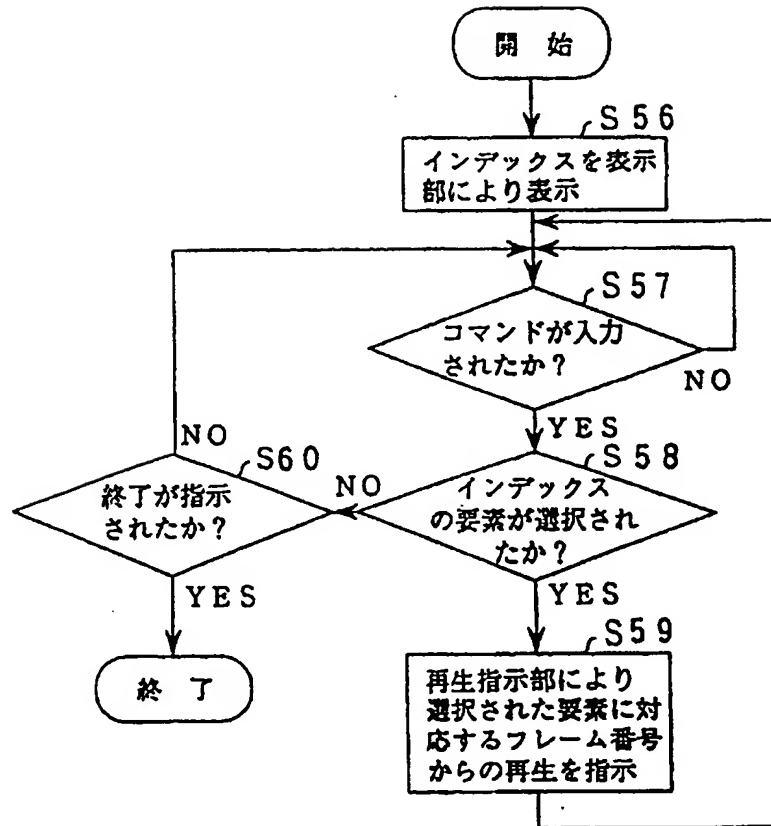 開 始
S56
インデックスを表示
部により表示
S57
コマンドが入力
されたか？
NO
YES
S58
インデックス
の要素が選択され
たか？
NO
S60
終了が指示
されたか？
NO
YES
終 了
YES
S59
再生指示部により
選択された要素に対
応するフレーム番号
からの再生を指示